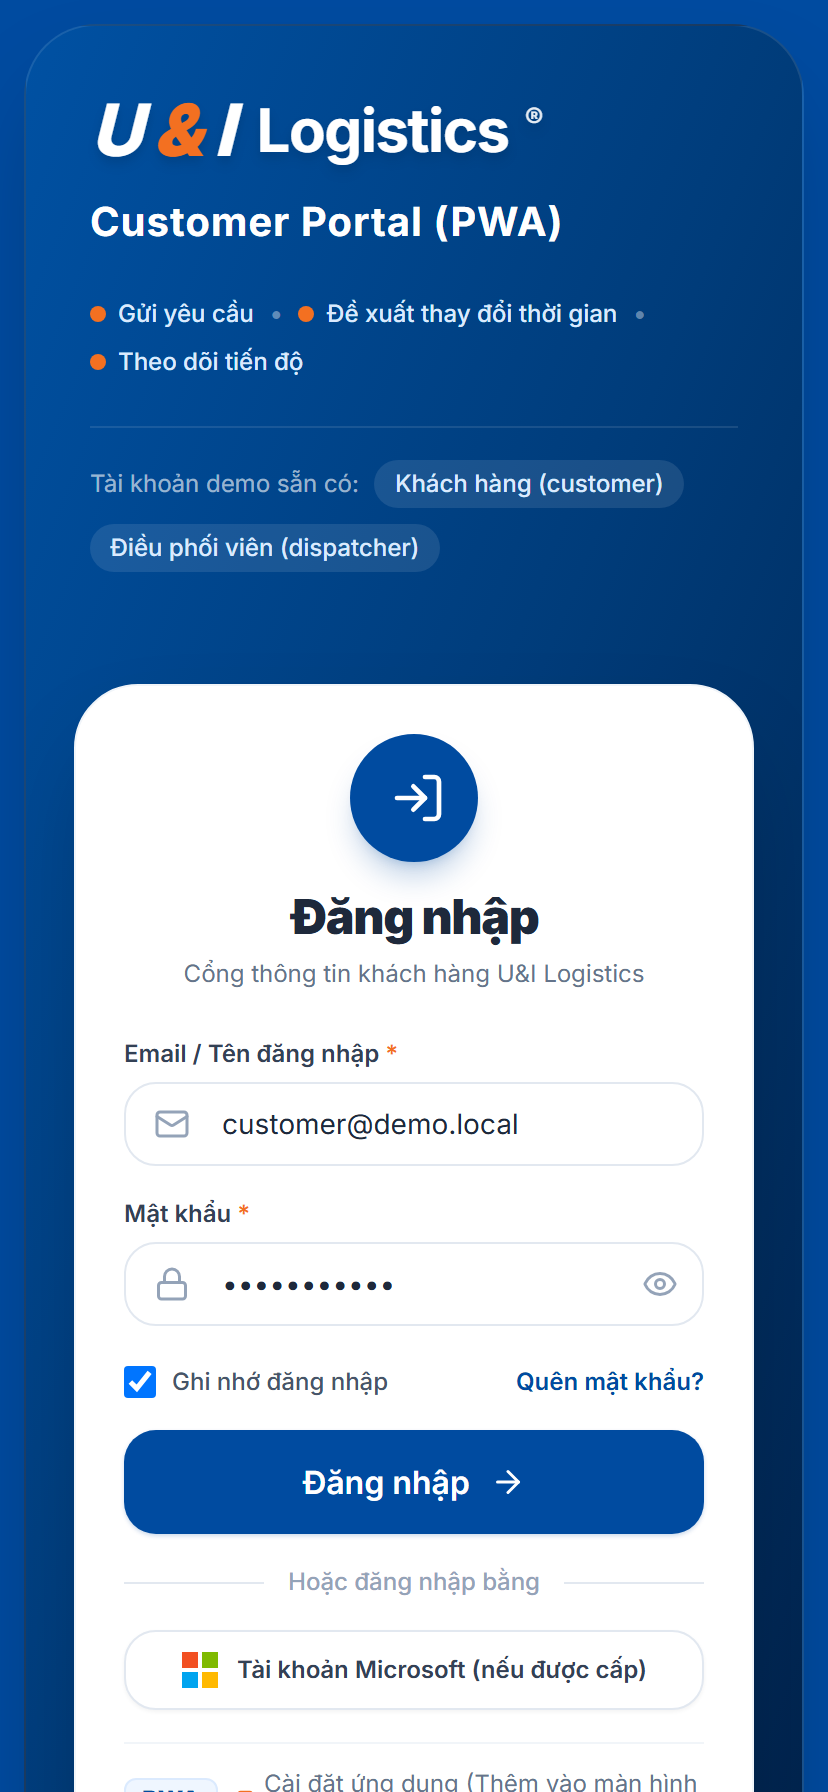 U&I Logistics ®
Customer Portal (PWA)
Gửi yêu cầu • Đề xuất thay đổi thời gian •
Theo dõi tiến độ
Tài khoản demo sẵn có: Khách hàng (customer)
Điều phối viên (dispatcher)
Đăng nhập
Cổng thông tin khách hàng U&I Logistics
Email / Tên đăng nhập *
customer@demo.local
Mật khẩu *
•••••••••••
Ghi nhớ đăng nhập Quên mật khẩu?
Đăng nhập →
Hoặc đăng nhập bằng
Tài khoản Microsoft (nếu được cấp)
Cài đặt ứng dụng (Thêm vào màn hình